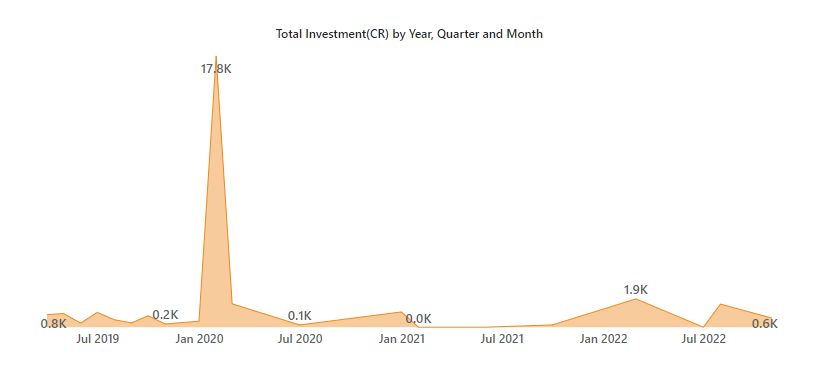 Total Investment(CR) by Year, Quarter and Month
17.8K
1.9K
0.8K
0.2K
0.1K
0.0K
0.6K
Jul 2019
Jan 2020
Jul 2020
Jan 2021
Jul 2021
Jan 2022
Jul 2022